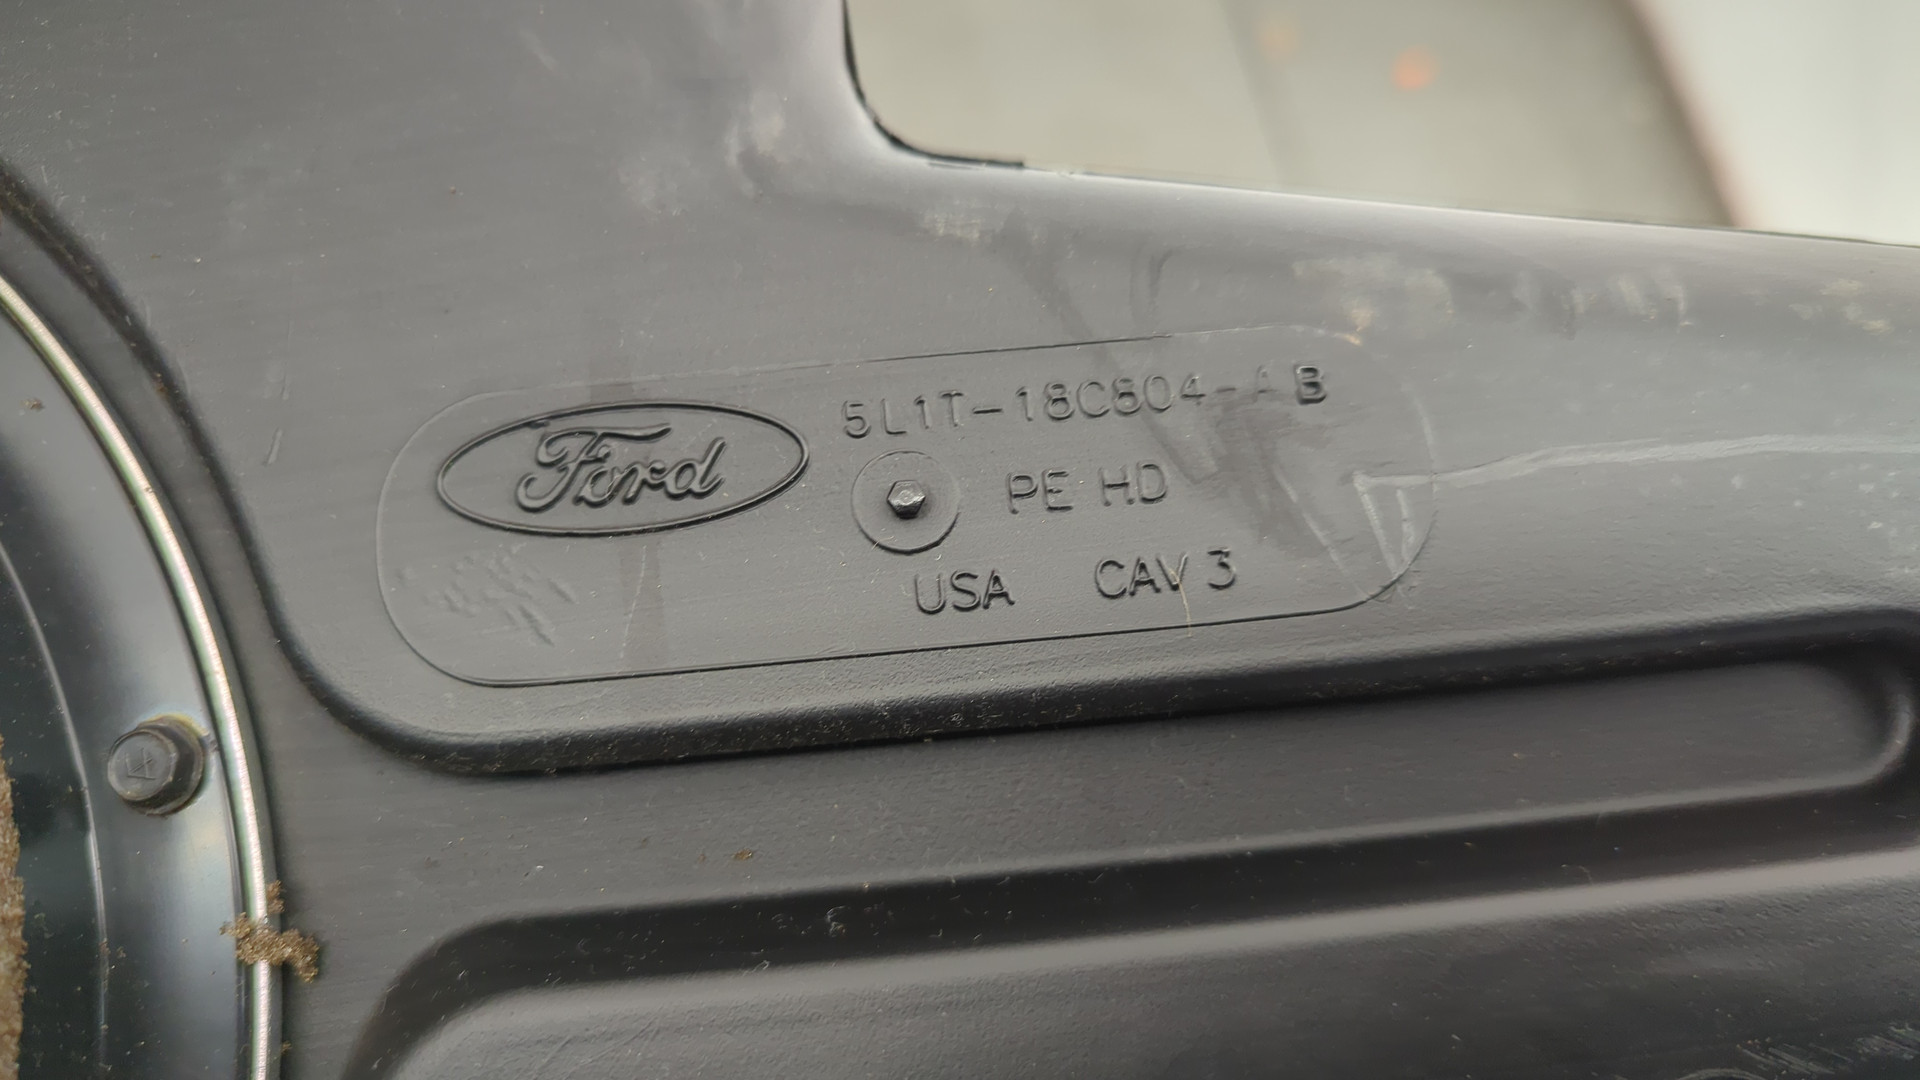 Ford
5L1T-18C804-AB
PE HD
USA CAV 3